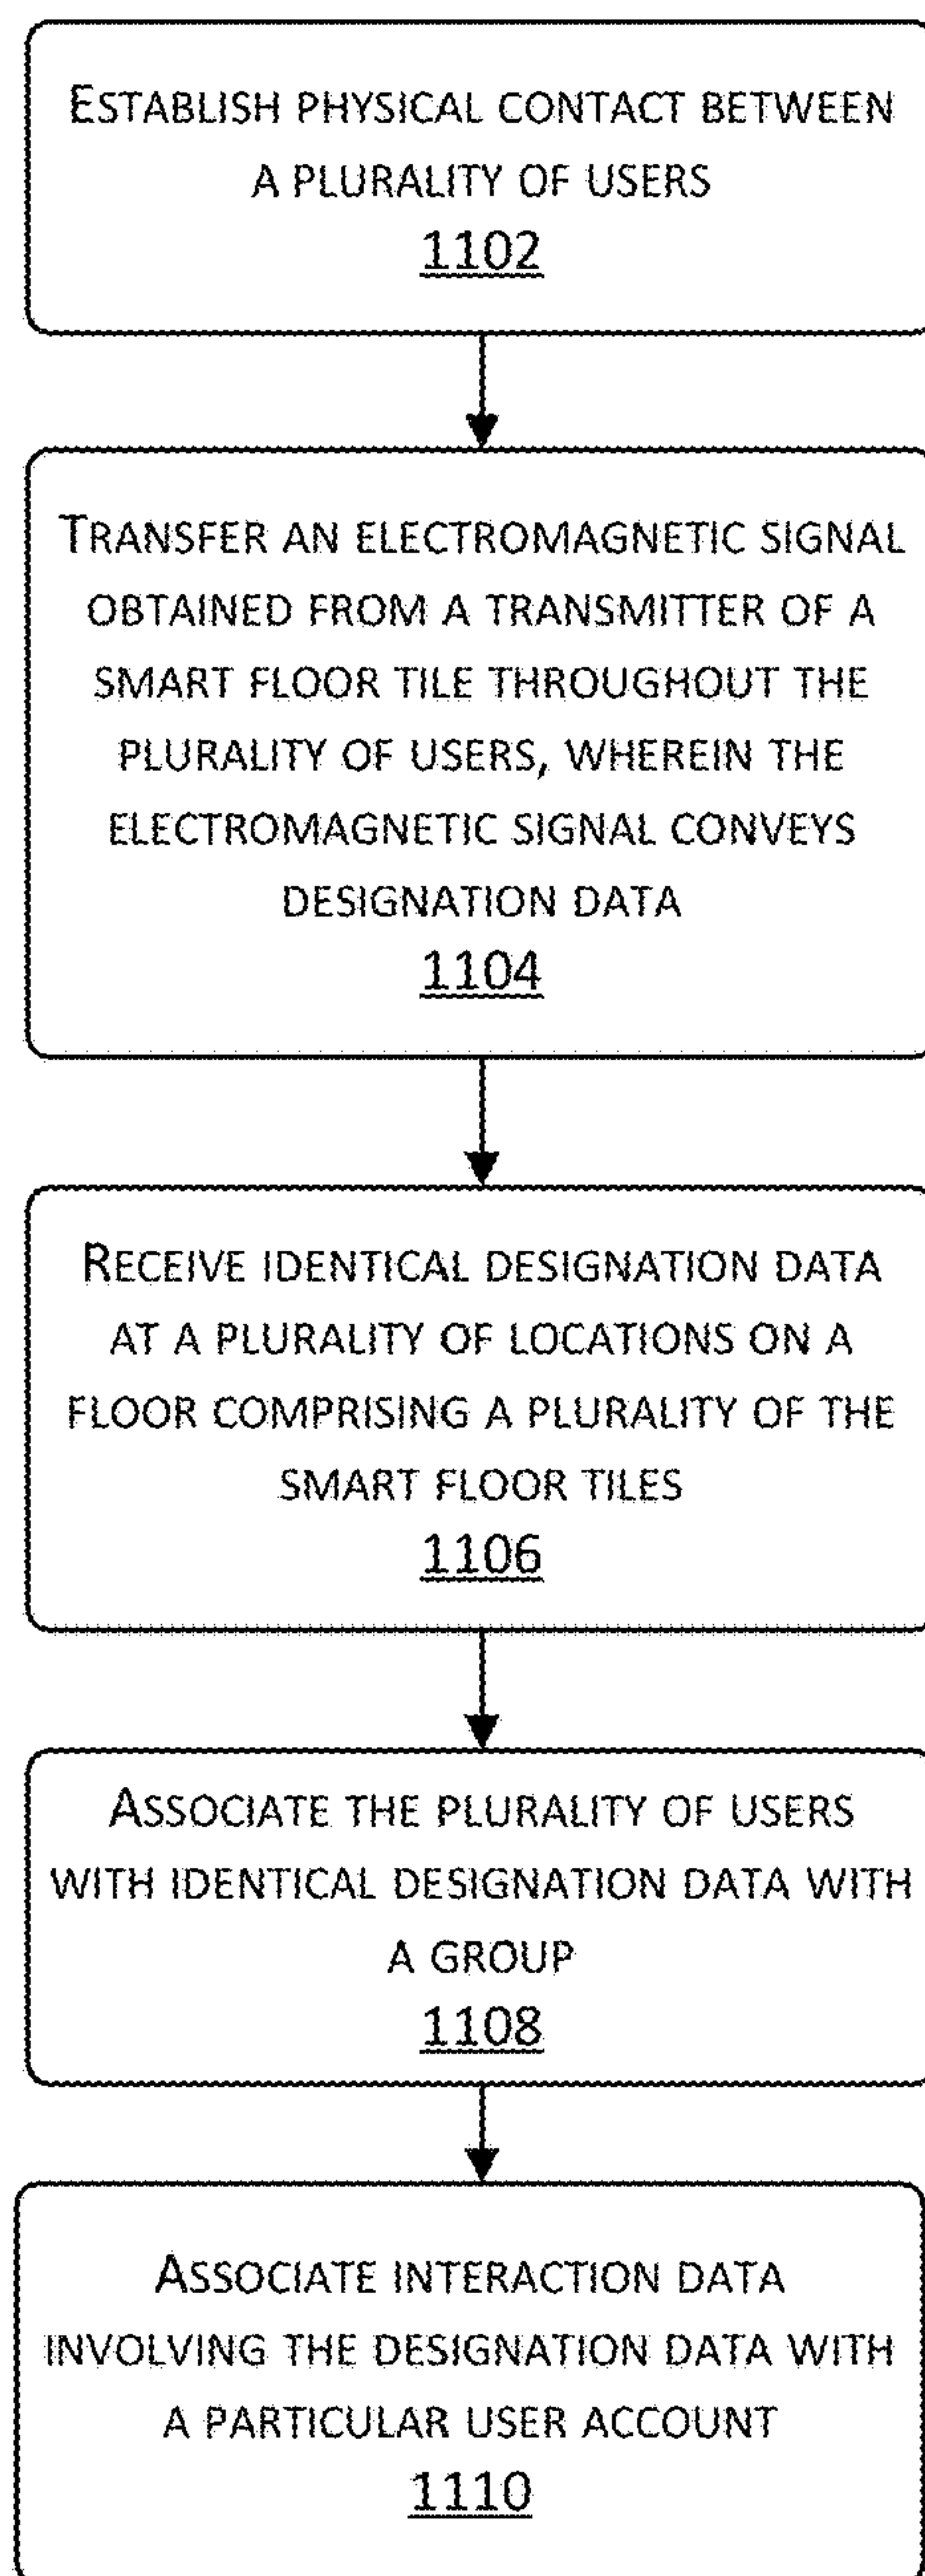 ESTABLISH PHYSICAL CONTACT BETWEEN
A PLURALITY OF USERS
1102
TRANSFER AN ELECTROMAGNETIC SIGNAL
OBTAINED FROM A TRANSMITTER OF A
SMART FLOOR TILE THROUGHOUT THE
PLURALITY OF USERS, WHEREIN THE
ELECTROMAGNETIC SIGNAL CONVEYS
DESIGNATION DATA
1104
RECEIVE IDENTICAL DESIGNATION DATA
AT A PLURALITY OF LOCATIONS ON A
FLOOR COMPRISING A PLURALITY OF THE
SMART FLOOR TILES
1106
ASSOCIATE THE PLURALITY OF USERS
WITH IDENTICAL DESIGNATION DATA WITH
A GROUP
1108
ASSOCIATE INTERACTION DATA
INVOLVING THE DESIGNATION DATA WITH
A PARTICULAR USER ACCOUNT
1110